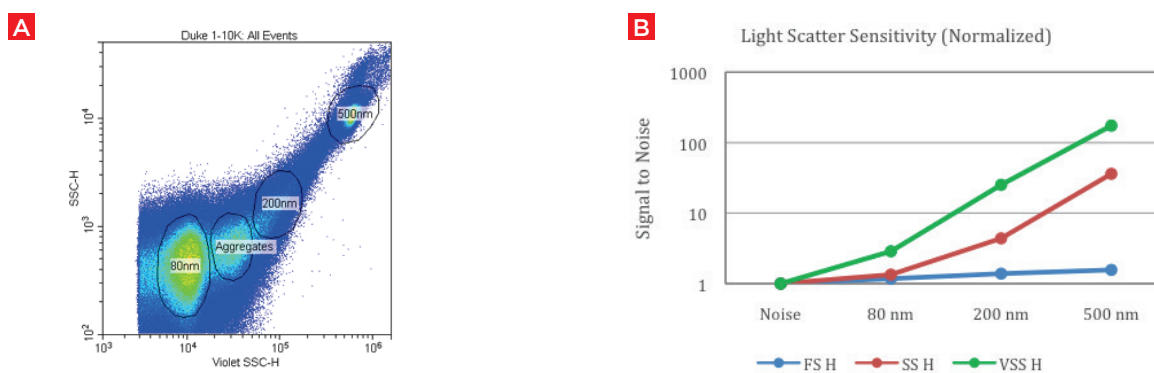 A
Duke 1-10K: All Events
SSC-H
10^4
10^3
10^2
500nm
200nm
Aggregates
80nm
10^3 10^4 10^5 10^6
Violet SSC-H
B
Light Scatter Sensitivity (Normalized)
Signal to Noise
1000
100
10
1
Noise 80 nm 200 nm 500 nm
FS H SS H VSS H